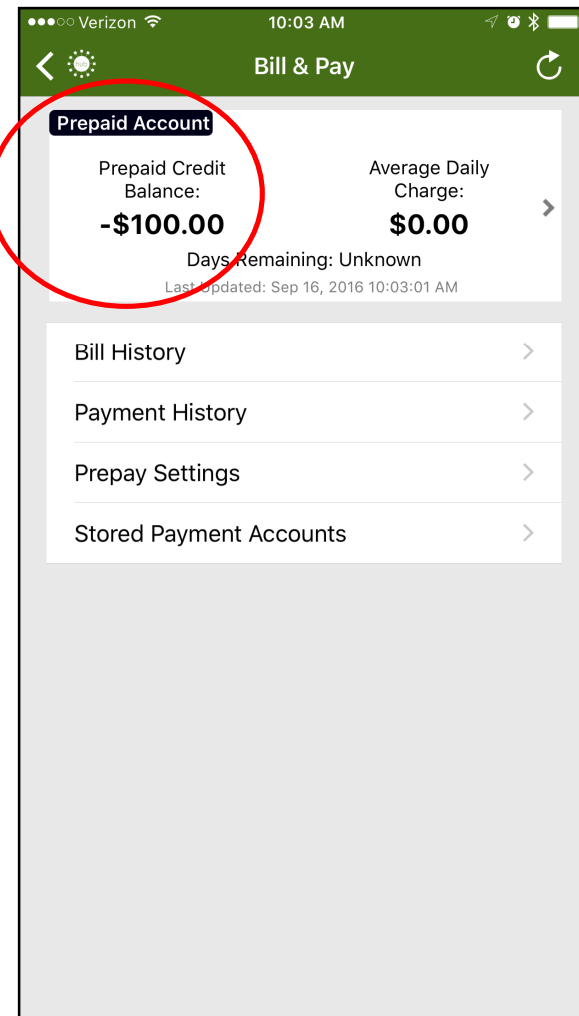 Verizon 10:03 AM
hub Bill & Pay
Prepaid Account
Prepaid Credit
Balance:
-$100.00
Average Daily
Charge:
$0.00
Days Remaining: Unknown
Last Updated: Sep 16, 2016 10:03:01 AM
Bill History
Payment History
Prepay Settings
Stored Payment Accounts